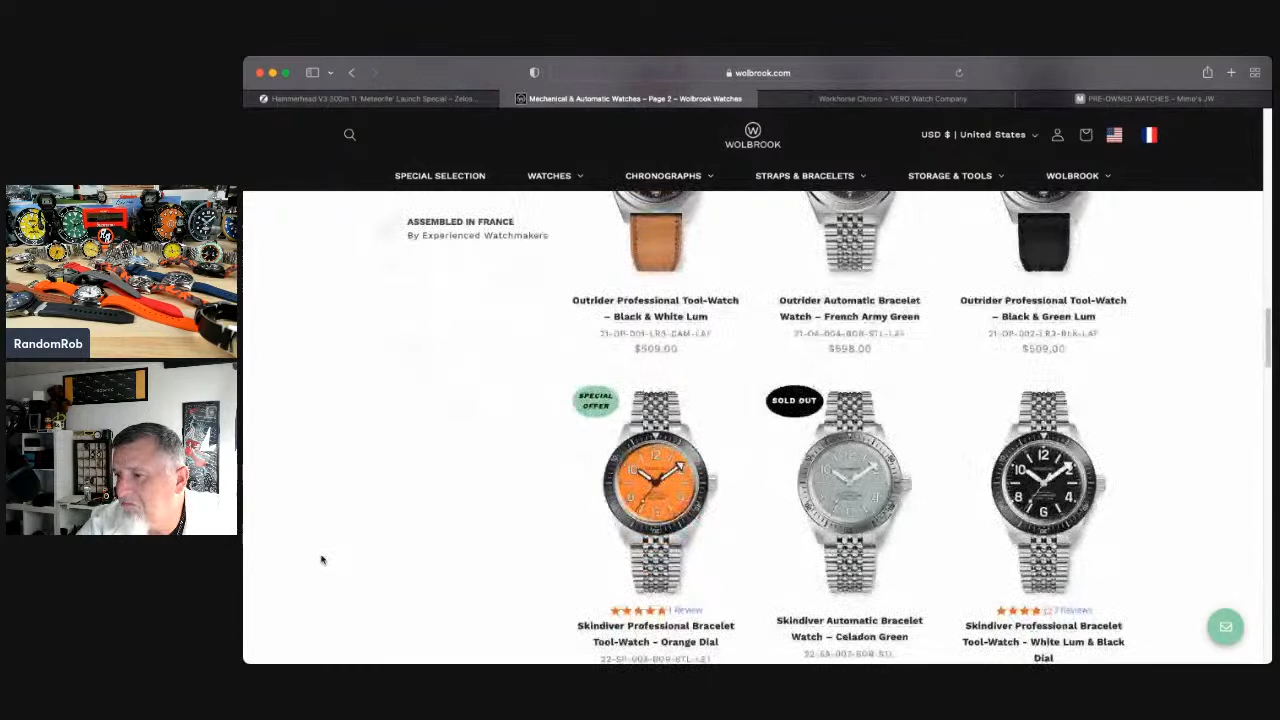 wolbrook.com
Hammerhead V3 300m Ti 'Meteorite' Launch Special – Zelos...
Mechanical & Automatic Watches – Page 2 – Wolbrook Watches
Workhorse Chrono – VERO Watch Company
M PRE-OWNED WATCHES – Mimo's JW
W
WOLBROOK
USD $ | United States
SPECIAL SELECTION
WATCHES
CHRONOGRAPHS
STRAPS & BRACELETS
STORAGE & TOOLS
WOLBROOK
ASSEMBLED IN FRANCE
By Experienced Watchmakers
Outrider Professional Tool-Watch
– Black & White Lum
$509.00
Outrider Automatic Bracelet
Watch – French Army Green
$598.00
Outrider Professional Tool-Watch
– Black & Green Lum
$509.00
RandomRob
SPECIAL
OFFER
SOLD OUT
1 Review
Skindiver Professional Bracelet
Tool-Watch - Orange Dial
Skindiver Automatic Bracelet
Watch – Celadon Green
7 Reviews
Skindiver Professional Bracelet
Tool-Watch - White Lum & Black
Dial